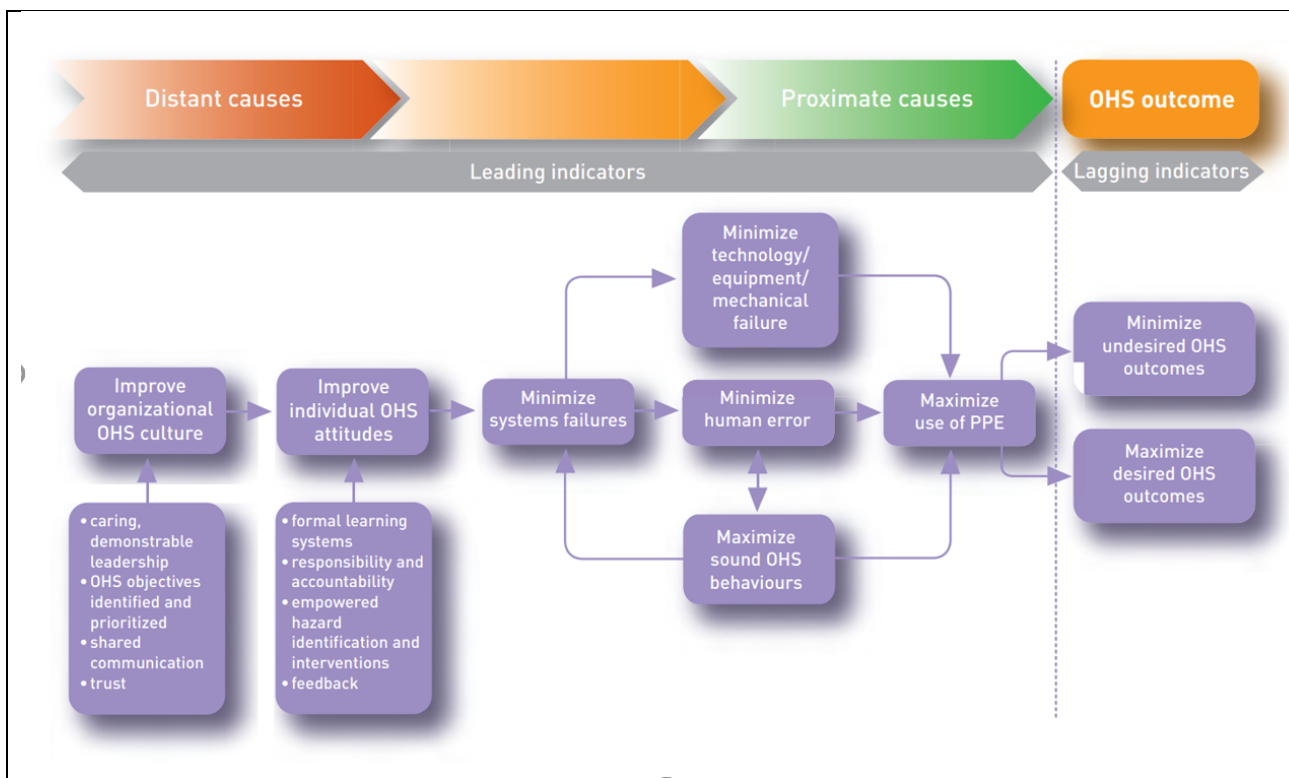 Distant causes
Proximate causes
OHS outcome
Leading indicators
Lagging indicators
Minimize
technology/
equipment/
mechanical
failure
Minimize
undesired OHS
outcomes
Improve
organizational
OHS culture
Improve
individual OHS
attitudes
Minimize
systems failures
Minimize
human error
Maximize
use of PPE
Maximize
desired OHS
outcomes
• caring,
demonstrable
leadership
• OHS objectives
identified and
prioritized
• shared
communication
• trust
• formal learning
systems
• responsibility and
accountability
• empowered
hazard
identification and
interventions
• feedback
Maximize
sound OHS
behaviours